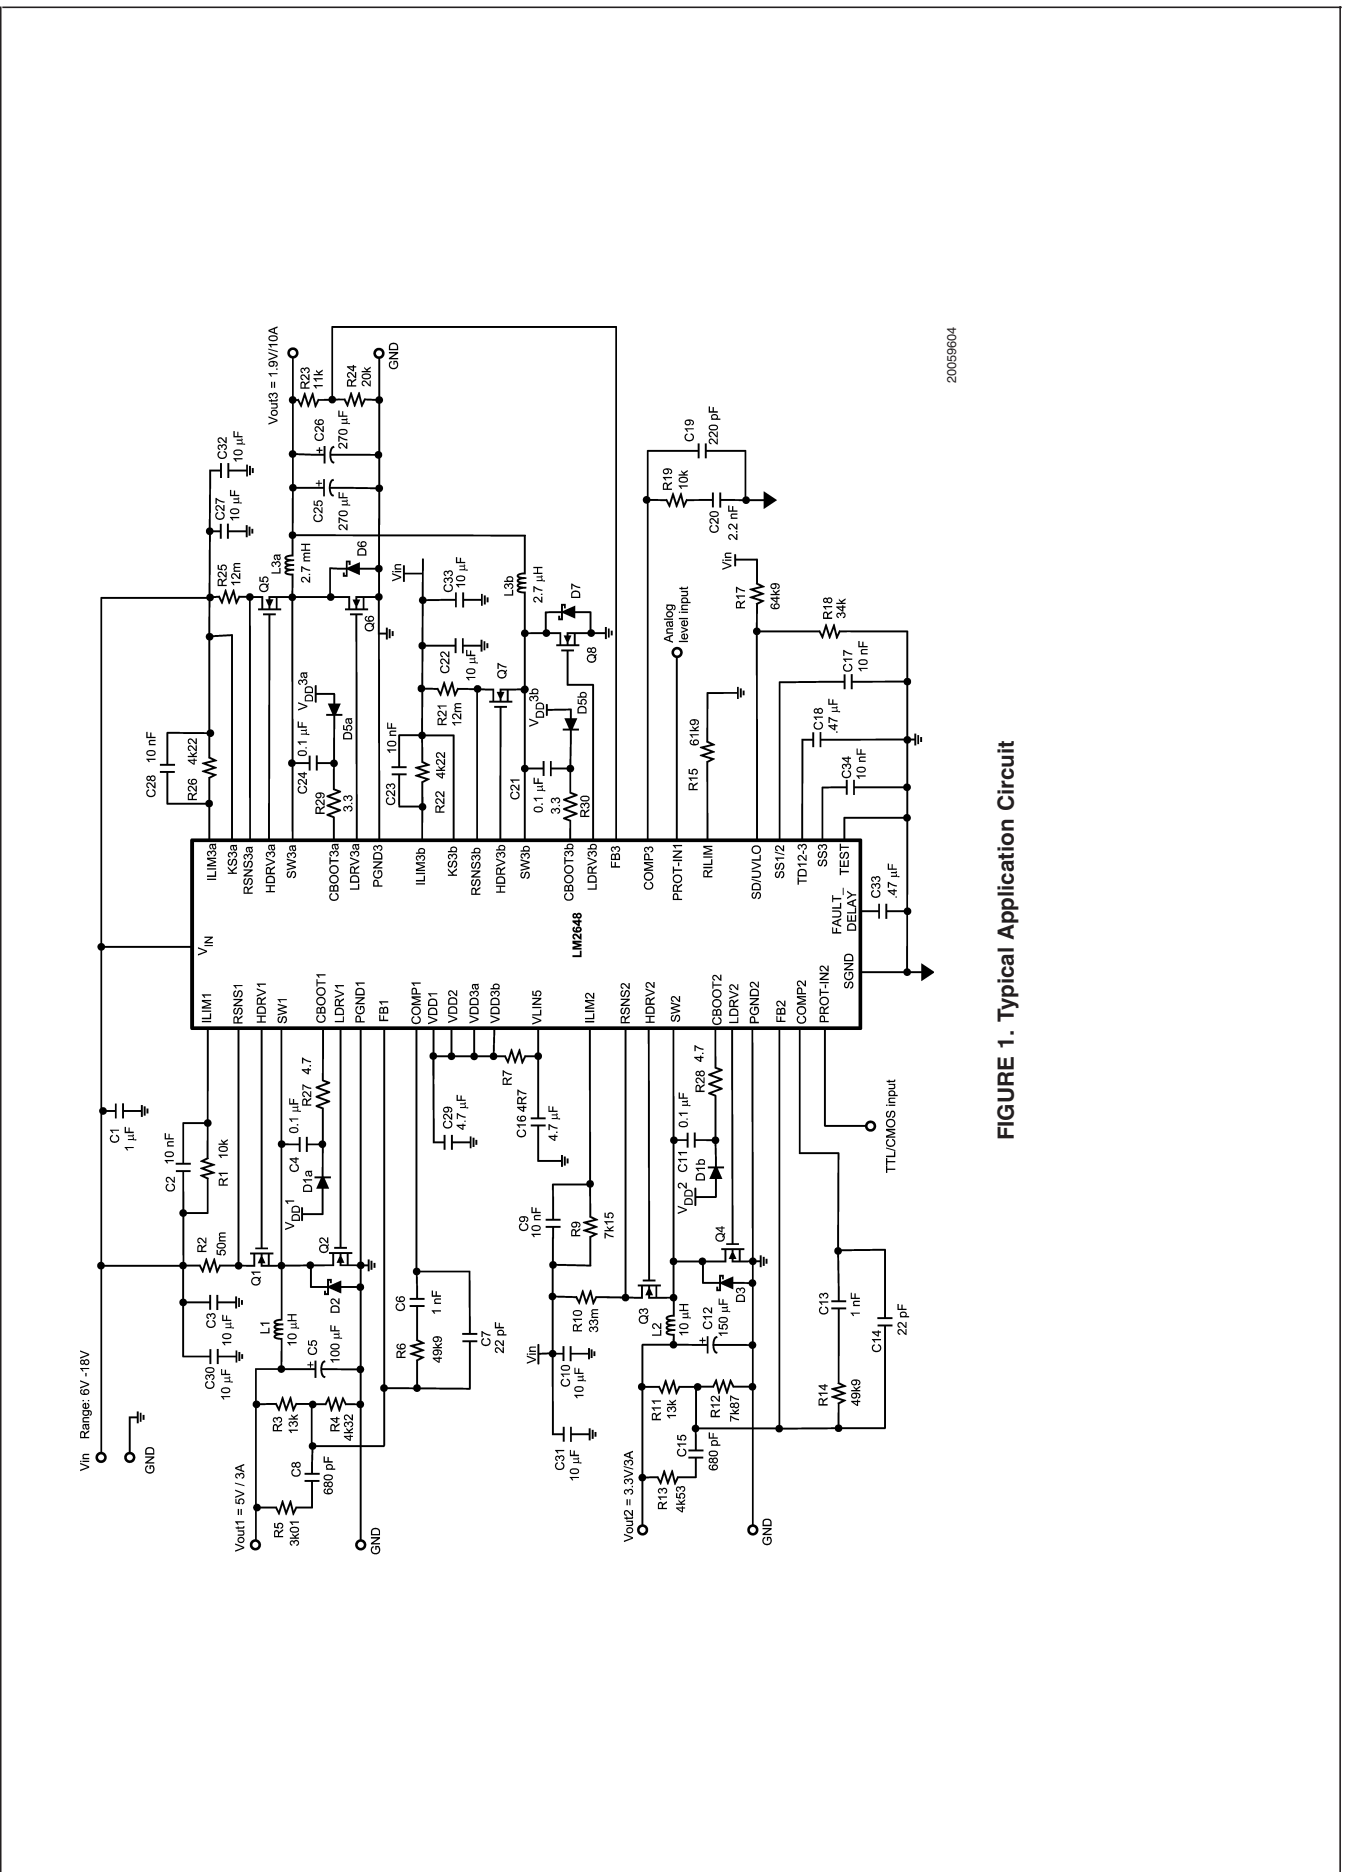 Vin Range: 6V -18V
GND
C1
1 μF
C2 10 nF
R1 10k
R2
50m
C3
10 μF
C30
10 μF
Q1
L1
10 μH
Vout1 = 5V / 3A
R5
3k01
C8
680 pF
R3
13k
R4
4k32
C5
100 μF
GND
D2
Q2
VDD1
D1a
C4
0.1 μF
R27 4.7
R6
49k9
C6
1 nF
C7
22 pF
C29
4.7 μF
R7
C16 4R7
4.7 μF
C9
10 nF
R9
7k15
Vin
R10
33m
C10
10 μF
C31
10 μF
Q3
L2
10 μH
Vout2 = 3.3V/3A
R13
4k53
C15
680 pF
R11
13k
R12
7k87
C12
150 μF
GND
D3
Q4
VDD2
D1b
C11
0.1 μF
R28 4.7
R14
49k9
C13
1 nF
C14
22 pF
TTL/CMOS input
ILIM1
RSNS1
HDRV1
SW1
CBOOT1
LDRV1
PGND1
FB1
COMP1
VDD1
VDD2
VDD3a
VDD3b
VLIN5
ILIM2
RSNS2
HDRV2
SW2
CBOOT2
LDRV2
PGND2
FB2
COMP2
PROT-IN2
VIN
LM2648
SGND
FAULT_
DELAY
C33
.47 μF
ILIM3a
KS3a
RSNS3a
HDRV3a
SW3a
CBOOT3a
LDRV3a
PGND3
ILIM3b
KS3b
RSNS3b
HDRV3b
SW3b
CBOOT3b
LDRV3b
FB3
COMP3
PROT-IN1
RILIM
SD/UVLO
SS1/2
TD12-3
SS3
TEST
C28 10 nF
R26 4k22
R25
12m
C27
10 μF
C32
10 μF
Q5
L3a
2.7 mH
Vout3 = 1.9V/10A
C24 0.1 μF
R29
3.3
D5a
VDD3a
Q6
D6
C25
270 μF
C26
270 μF
R23
11k
R24
20k
GND
C23 10 nF
R22 4k22
Vin
R21
12m
C22
10 μF
C33
10 μF
Q7
L3b
2.7 μH
C21
0.1 μF
3.3
R30
D5b
VDD3b
Q8
D7
R19
10k
C20
2.2 nF
C19
220 pF
Analog
level input
R15 61k9
Vin
R17
64k9
R18
34k
C17
10 nF
C18
.47 μF
C34
10 nF
20059604
FIGURE 1. Typical Application Circuit